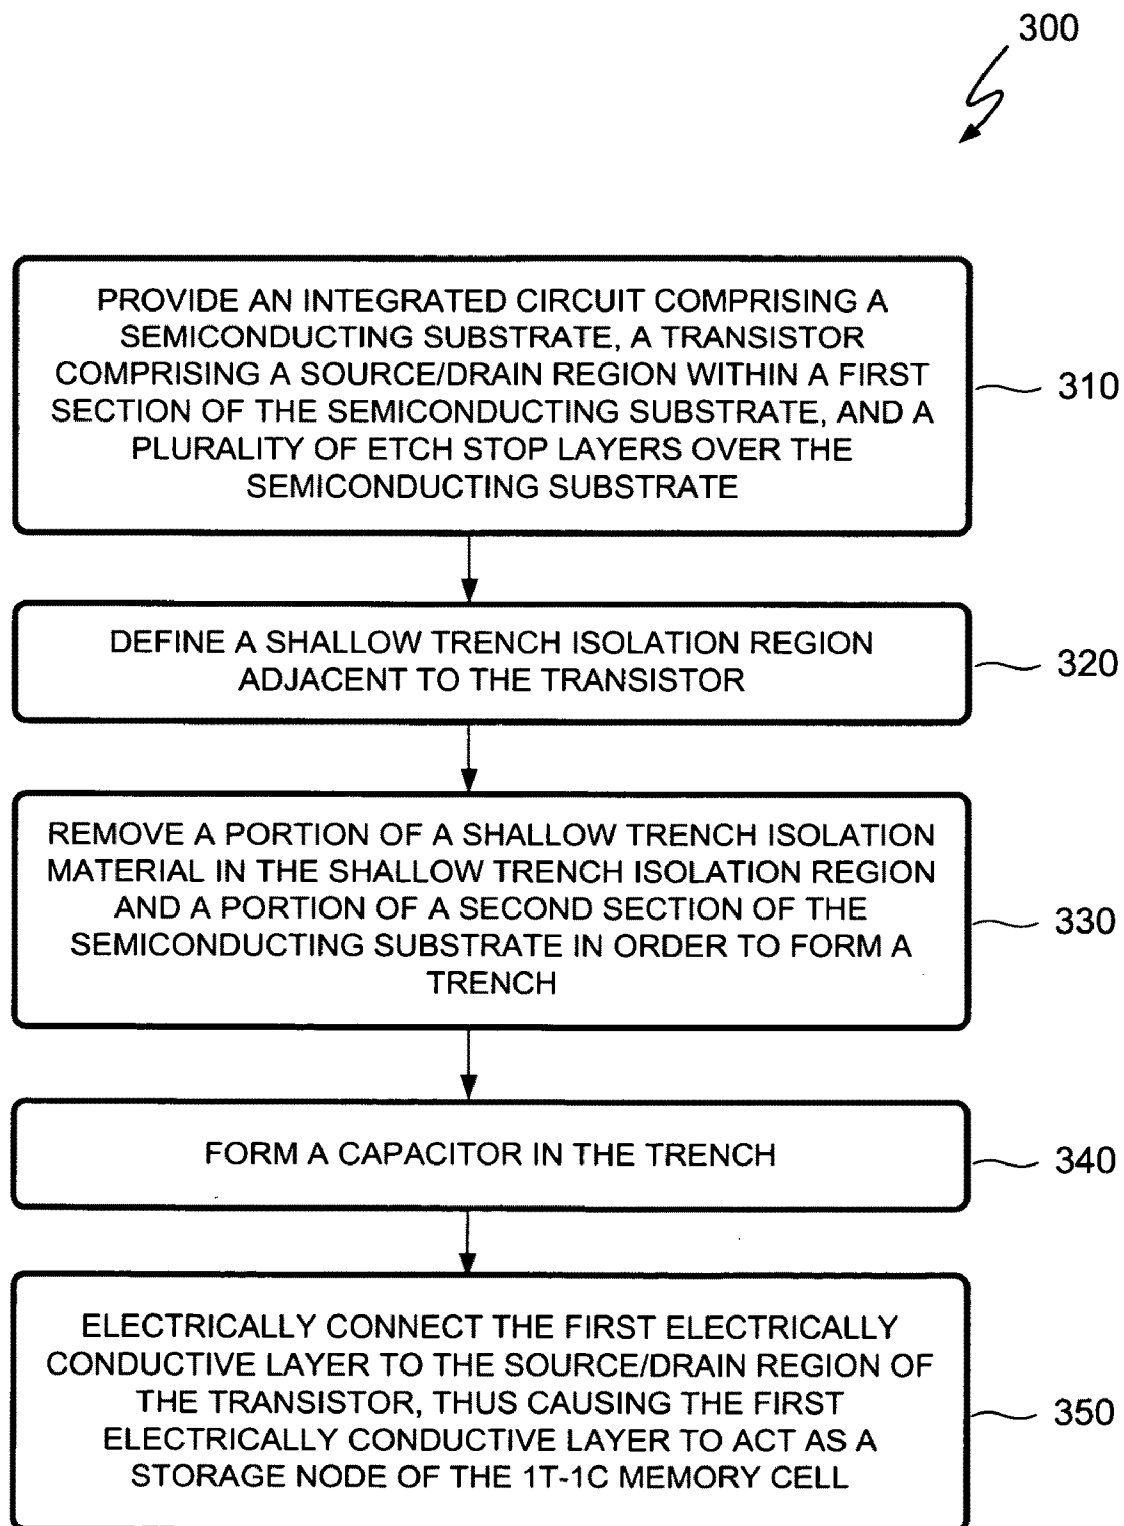 300
PROVIDE AN INTEGRATED CIRCUIT COMPRISING A
SEMICONDUCTING SUBSTRATE, A TRANSISTOR
COMPRISING A SOURCE/DRAIN REGION WITHIN A FIRST
SECTION OF THE SEMICONDUCTING SUBSTRATE, AND A
PLURALITY OF ETCH STOP LAYERS OVER THE
SEMICONDUCTING SUBSTRATE
310
DEFINE A SHALLOW TRENCH ISOLATION REGION
ADJACENT TO THE TRANSISTOR
320
REMOVE A PORTION OF A SHALLOW TRENCH ISOLATION
MATERIAL IN THE SHALLOW TRENCH ISOLATION REGION
AND A PORTION OF A SECOND SECTION OF THE
SEMICONDUCTING SUBSTRATE IN ORDER TO FORM A
TRENCH
330
FORM A CAPACITOR IN THE TRENCH
340
ELECTRICALLY CONNECT THE FIRST ELECTRICALLY
CONDUCTIVE LAYER TO THE SOURCE/DRAIN REGION OF
THE TRANSISTOR, THUS CAUSING THE FIRST
ELECTRICALLY CONDUCTIVE LAYER TO ACT AS A
STORAGE NODE OF THE 1T-1C MEMORY CELL
350